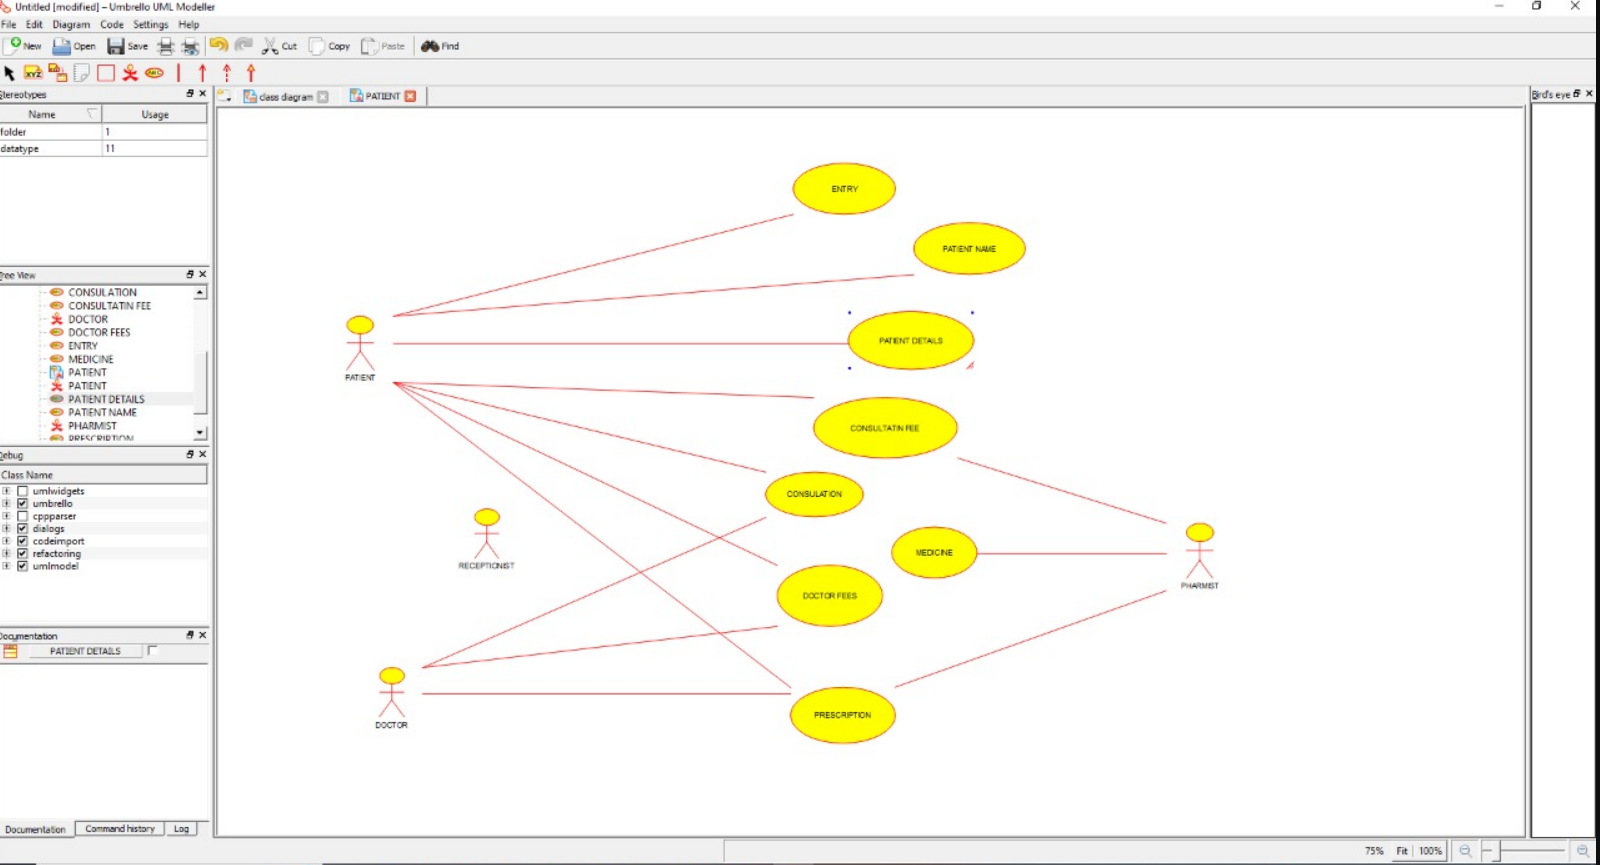 Untitled [modified] – Umbrello UML Modeller
File Edit Diagram Code Settings Help
New Open Save Cut Copy Paste Find
XYZ ABC
Stereotypes
class diagram PATIENT
Bird's eye
Name Usage
folder 1
datatype 11
ENTRY
PATIENT NAME
Tree View
CONSULATION
CONSULTATIN FEE
DOCTOR
DOCTOR FEES
ENTRY
MEDICINE
PATIENT
PATIENT
PATIENT DETAILS
PATIENT NAME
PHARMIST
PRESCRIPTION
PATIENT DETAILS
PATIENT
CONSULTATIN FEE
Debug
Class Name
umlwidgets
umbrello
cppparser
dialogs
codeimport
refactoring
umlmodel
CONSULATION
MEDICINE
RECEPTIONIST
PHARMIST
DOCTOR FEES
Documentation
PATIENT DETAILS
DOCTOR
PRESCRIPTION
Documentation Command history Log
75% Fit 100%